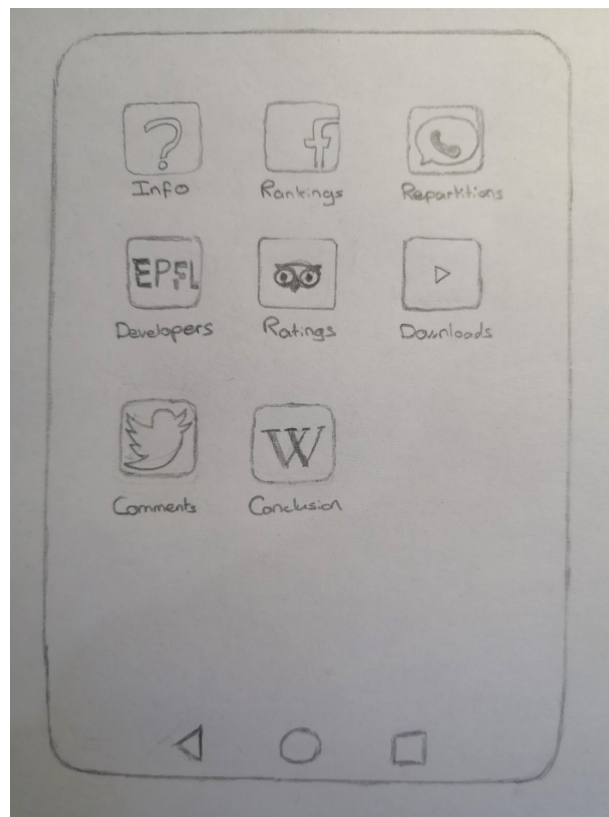 ?
f
Info
Rankings
Repartitions
EPFL
Developers
Ratings
Downloads
W
Comments
Conclusion